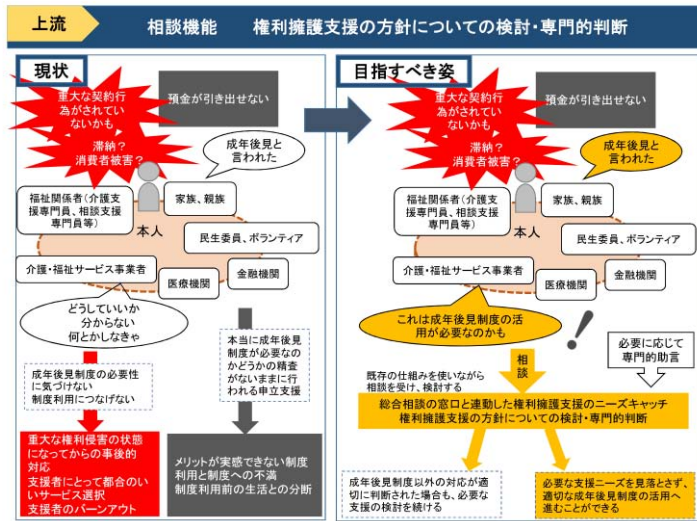 上流
相談機能　　権利擁護支援の方針についての検討・専門的判断
現状
重大な契約行
為がされてい
ないかも
滞納？
消費者被害？
預金が引き出せない
成年後見と
言われた
福祉関係者（介護支
援専門員、相談支援
専門員等）
家族、親族
本人
民生委員、ボランティア
介護・福祉サービス事業者
医療機関
金融機関
どうしていいか
分からない
何とかしなきゃ
成年後見制度の必要性
に気づけない
制度利用につなげない
本当に成年後見
制度が必要なの
かどうかの精査
がないままに行
われる申立支援
重大な権利侵害の状態
になってからの事後的
対応
支援者にとって都合のい
いサービス選択
支援者のバーンアウト
メリットが実感できない制度
利用と制度への不満
制度利用前の生活との分断
目指すべき姿
重大な契約行
為がされてい
ないかも
滞納？
消費者被害？
預金が引き出せない
成年後見と
言われた
福祉関係者（介護支
援専門員、相談支援
専門員等）
家族、親族
本人
民生委員、ボランティア
介護・福祉サービス事業者
医療機関
金融機関
これは成年後見制度の活
用が必要なのかも
！
相談
必要に応じて
専門的助言
既存の仕組みを使いながら
相談を受け、検討する
総合相談の窓口と連動した権利擁護支援のニーズキャッチ
権利擁護支援の方針についての検討・専門的判断
成年後見制度以外の対応が適
切に判断された場合も、必要な
支援の検討を続ける
必要な支援ニーズを見落とさず、
適切な成年後見制度の活用へ
進むことができる